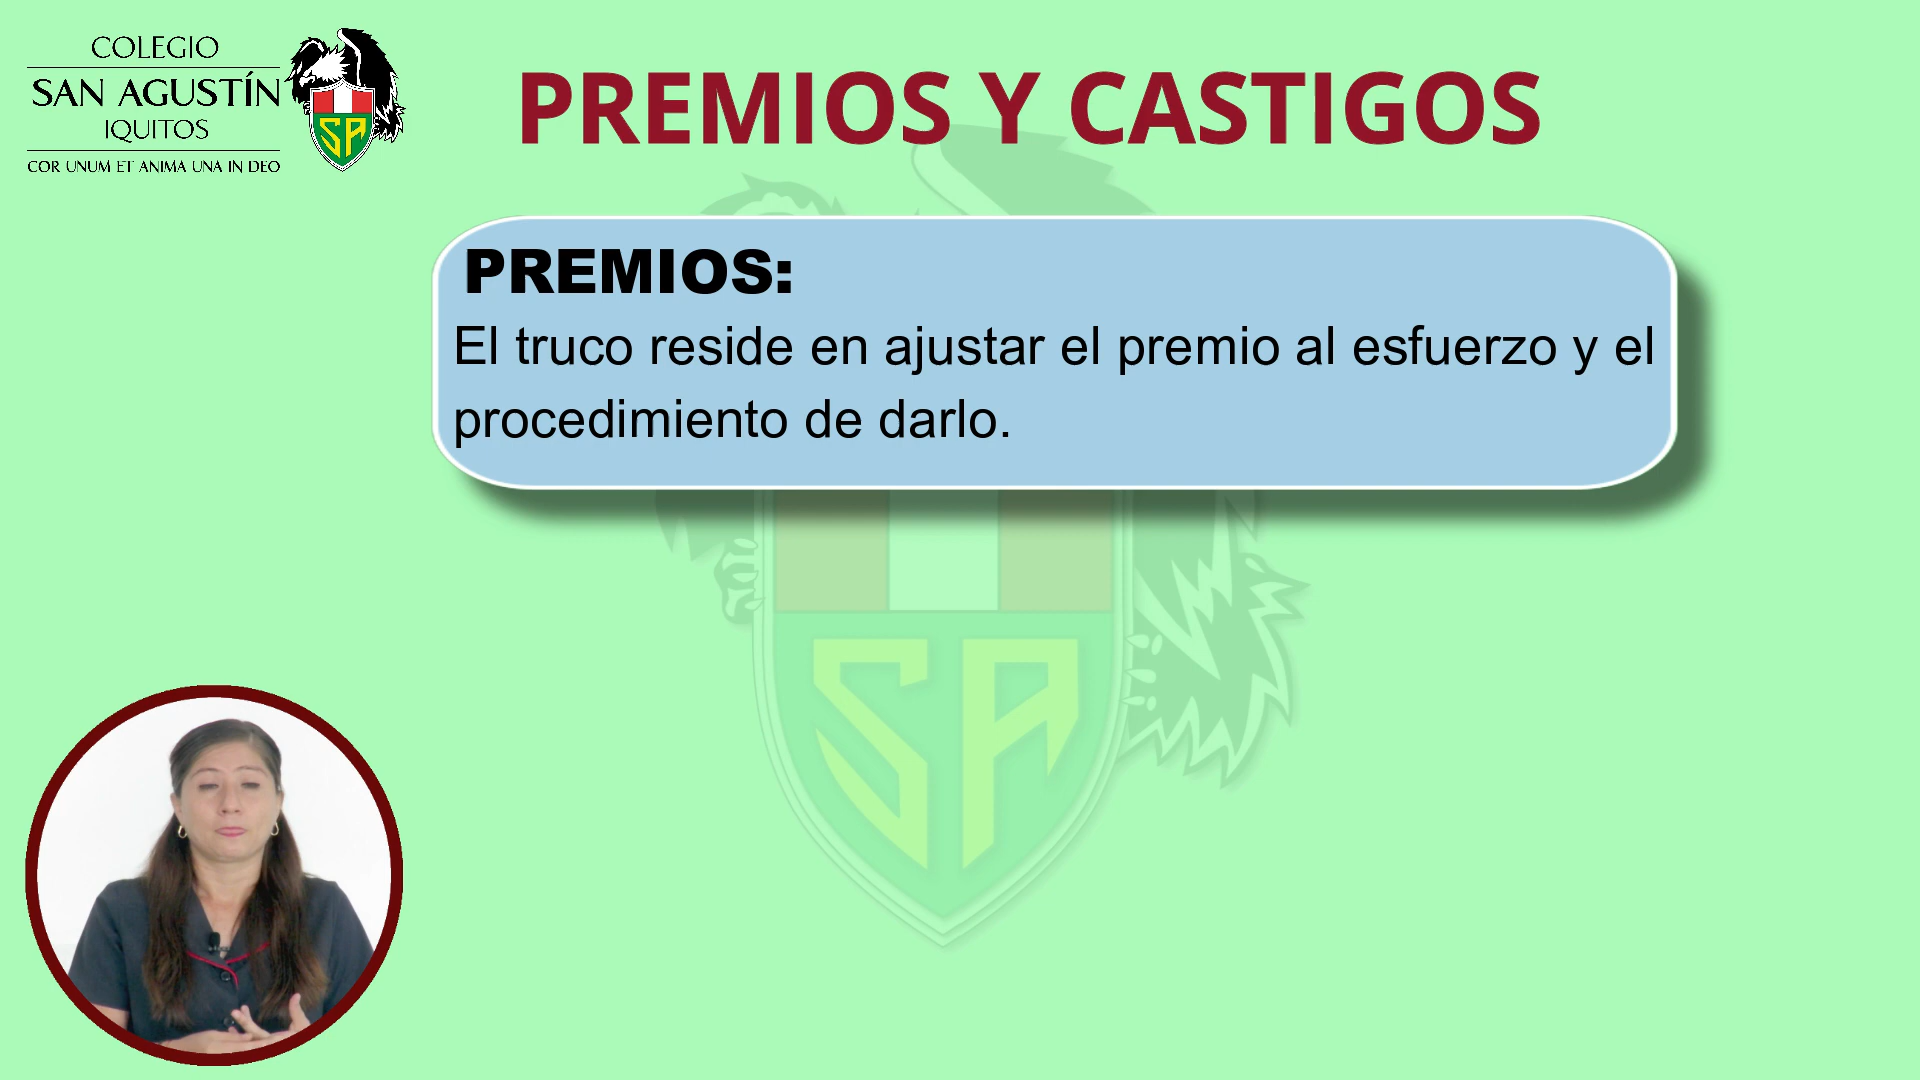 COLEGIO
SAN AGUSTÍN
IQUITOS
COR UNUM ET ANIMA UNA IN DEO
SA
PREMIOS Y CASTIGOS
PREMIOS:
El truco reside en ajustar el premio al esfuerzo y el
procedimiento de darlo.
SA